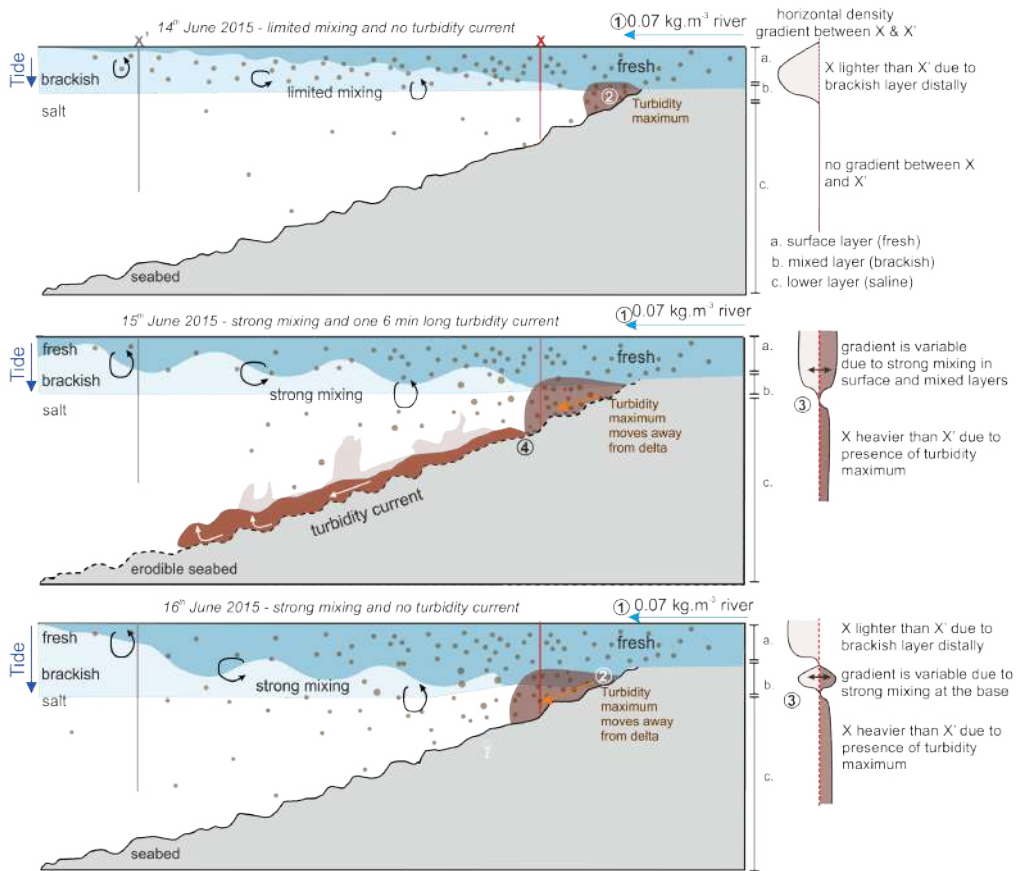 14th June 2015 - limited mixing and no turbidity current
① 0.07 kg.m-3 river
horizontal density
gradient between X & X'
X'
X
Tide
brackish
salt
limited mixing
fresh
②
Turbidity
maximum
seabed
a.
b.
c.
X lighter than X' due to
brackish layer distally
no gradient between X
and X'
a. surface layer (fresh)
b. mixed layer (brackish)
c. lower layer (saline)
15th June 2015 - strong mixing and one 6 min long turbidity current
① 0.07 kg.m-3 river
Tide
fresh
brackish
salt
strong mixing
fresh
Turbidity
maximum
moves away
from delta
④
turbidity current
erodible seabed
a.
b.
c.
③
gradient is variable
due to strong mixing in
surface and mixed layers
X heavier than X' due to
presence of turbidity
maximum
16th June 2015 - strong mixing and no turbidity current
① 0.07 kg.m-3 river
Tide
fresh
brackish
salt
strong mixing
fresh
②
Turbidity
maximum
moves away
from delta
?
seabed
a.
b.
c.
③
X lighter than X' due to
brackish layer distally
gradient is variable due to
strong mixing at the base
X heavier than X' due to
presence of turbidity
maximum